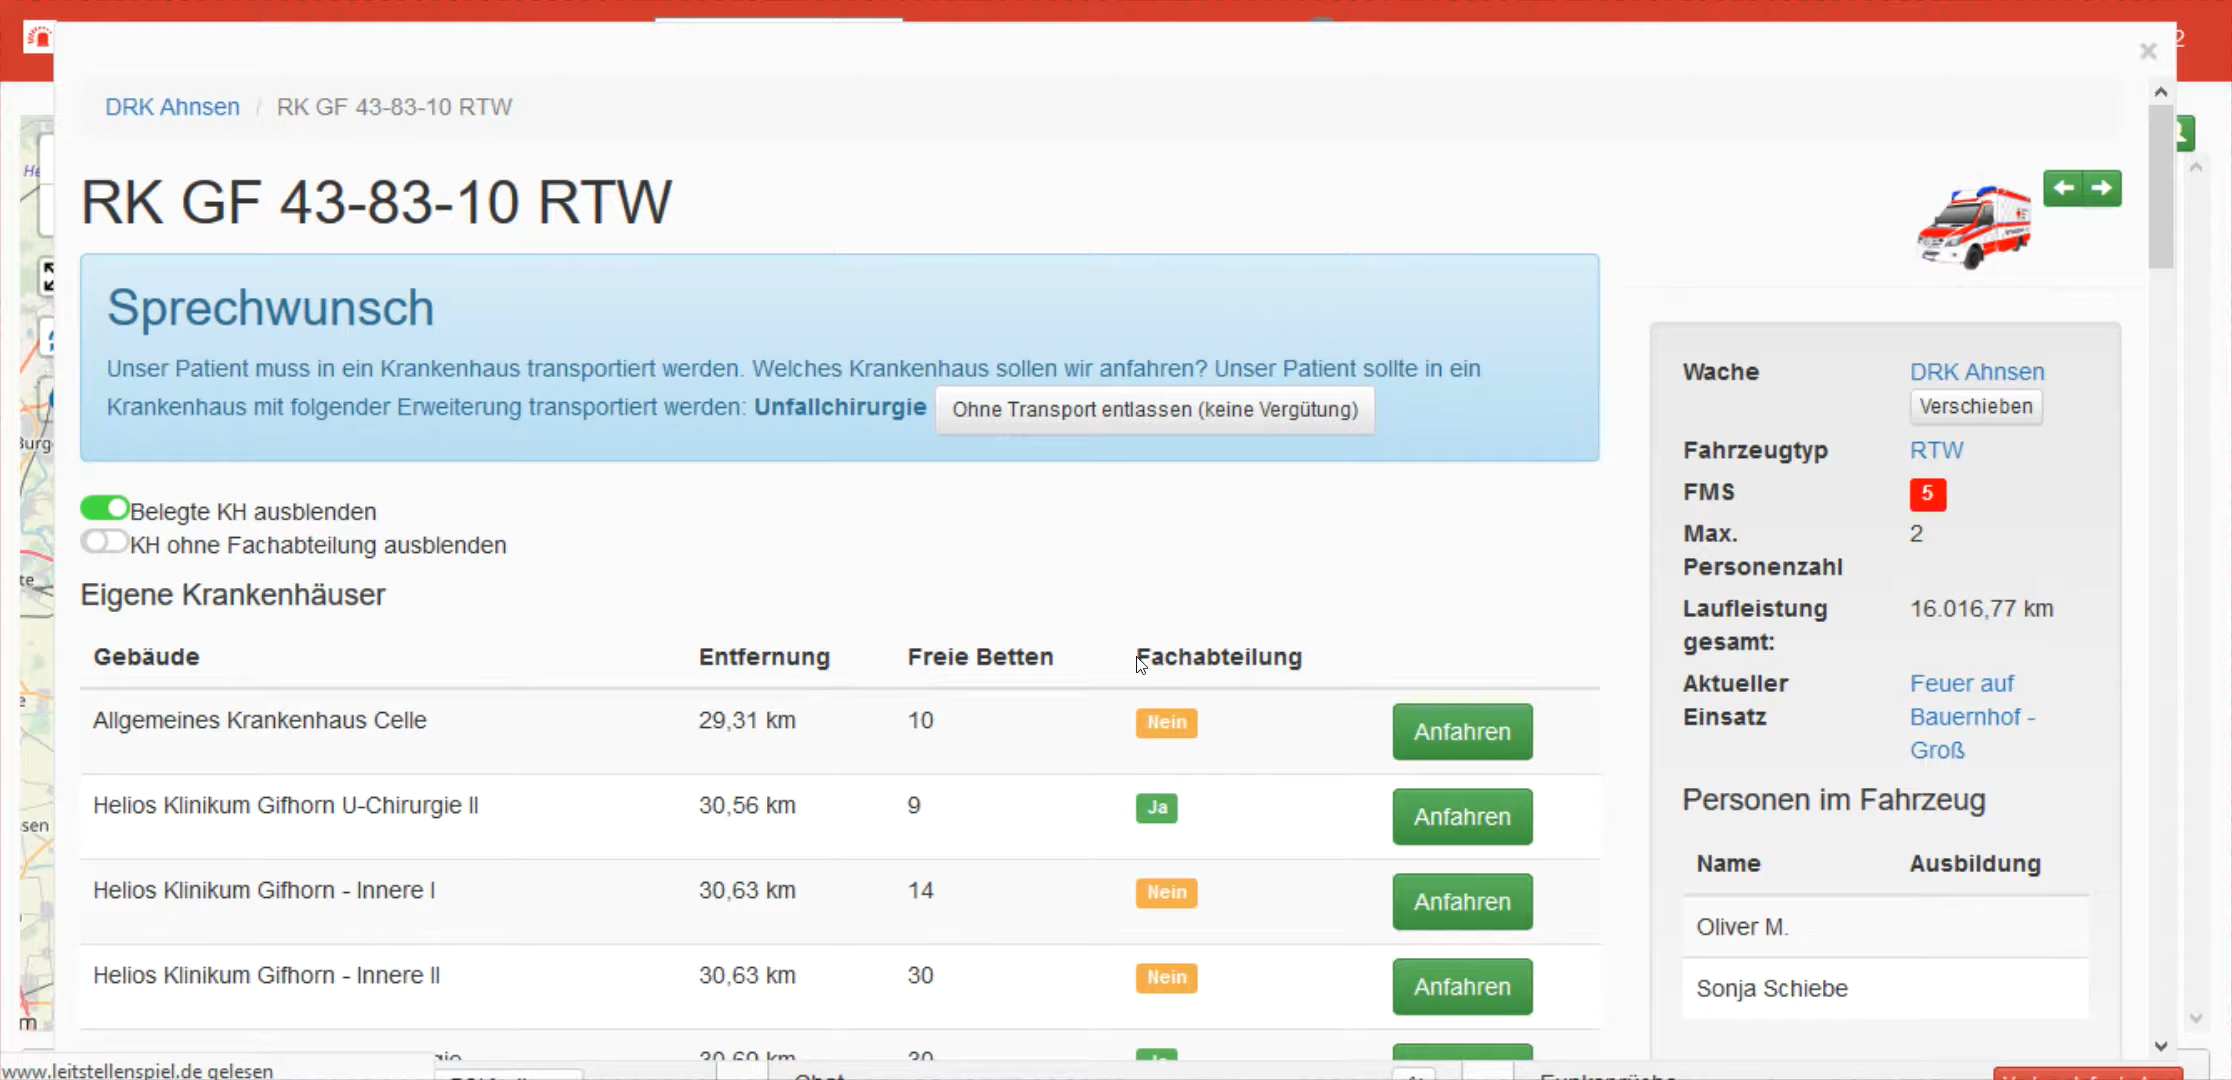 DRK Ahnsen / RK GF 43-83-10 RTW
RK GF 43-83-10 RTW
Sprechwunsch
Unser Patient muss in ein Krankenhaus transportiert werden. Welches Krankenhaus sollen wir anfahren? Unser Patient sollte in ein
Krankenhaus mit folgender Erweiterung transportiert werden: Unfallchirurgie Ohne Transport entlassen (keine Vergütung)
Belegte KH ausblenden
KH ohne Fachabteilung ausblenden
Eigene Krankenhäuser
Gebäude Entfernung Freie Betten Fachabteilung
Allgemeines Krankenhaus Celle 29,31 km 10 Nein Anfahren
Helios Klinikum Gifhorn U-Chirurgie II 30,56 km 9 Ja Anfahren
Helios Klinikum Gifhorn - Innere I 30,63 km 14 Nein Anfahren
Helios Klinikum Gifhorn - Innere II 30,63 km 30 Nein Anfahren
Wache DRK Ahnsen
Verschieben
Fahrzeugtyp RTW
FMS 5
Max. 2
Personenzahl
Laufleistung 16.016,77 km
gesamt:
Aktueller Feuer auf
Einsatz Bauernhof -
Groß
Personen im Fahrzeug
Name Ausbildung
Oliver M.
Sonja Schiebe
www.leitstellenspiel.de gelesen